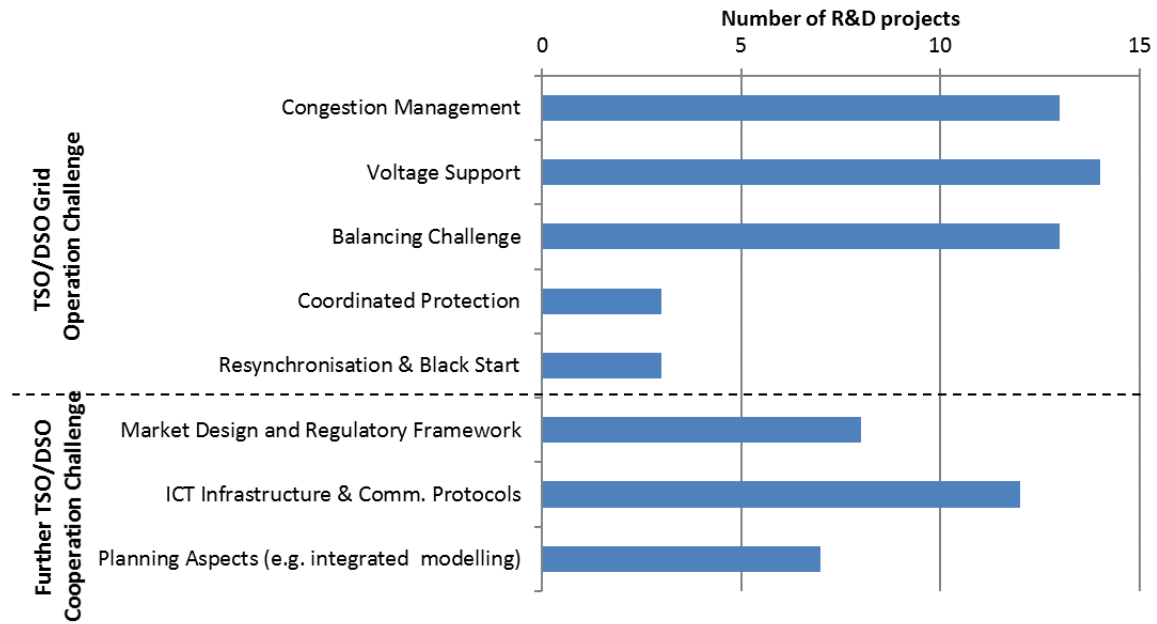 Number of R&D projects
0 5 10 15
TSO/DSO Grid
Operation Challenge
Congestion Management
Voltage Support
Balancing Challenge
Coordinated Protection
Resynchronisation & Black Start
Further TSO/DSO
Cooperation Challenge
Market Design and Regulatory Framework
ICT Infrastructure & Comm. Protocols
Planning Aspects (e.g. integrated modelling)